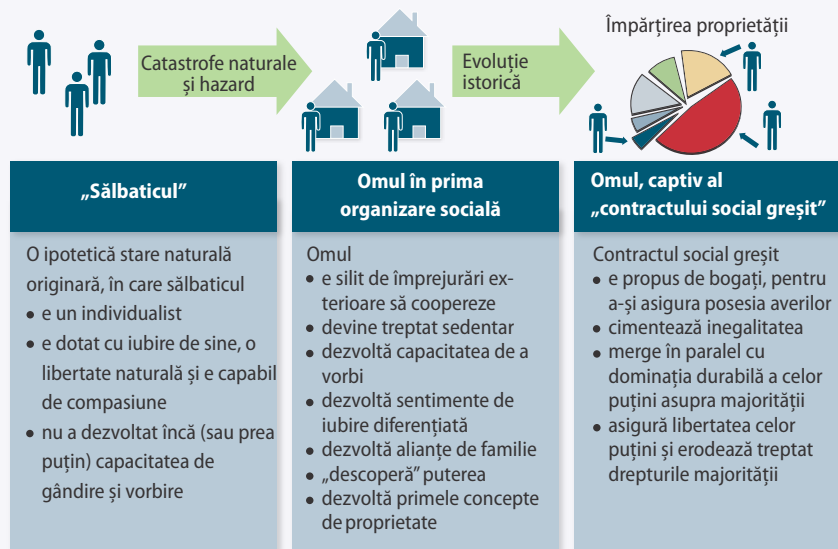 Catastrofe naturale
și hazard
Evoluție
istorică
Împărțirea proprietății
„Sălbaticul”
O ipotetică stare naturală
originară, în care sălbaticul
• e un individualist
• e dotat cu iubire de sine, o
libertate naturală și e capabil
de compasiune
• nu a dezvoltat încă (sau prea
puțin) capacitatea de
gândire și vorbire
Omul în prima
organizare socială
Omul
• e silit de împrejurări ex-
terioare să coopereze
• devine treptat sedentar
• dezvoltă capacitatea de a
vorbi
• dezvoltă sentimente de
iubire diferențiată
• dezvoltă alianțe de familie
• „descoperă” puterea
• dezvoltă primele concepte
de proprietate
Omul, captiv al
„contractului social greșit”
Contractul social greșit
• e propus de bogați, pentru
a-și asigura posesia averilor
• cimentează inegalitatea
• merge în paralel cu
dominația durabilă a celor
puțini asupra majorității
• asigură libertatea celor
puțini și erodează treptat
drepturile majorității